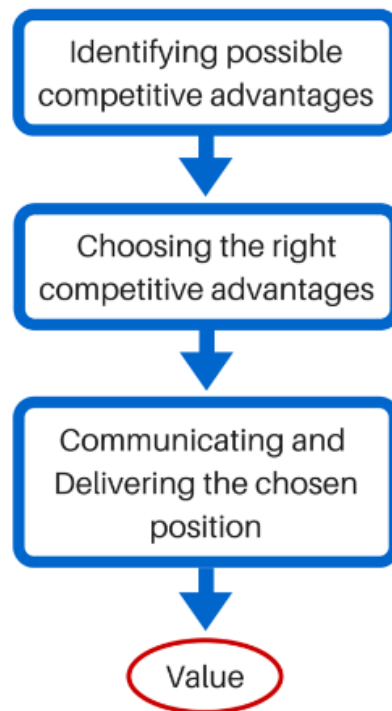 Identifying possible
competitive advantages
Choosing the right
competitive advantages
Communicating and
Delivering the chosen
position
Value